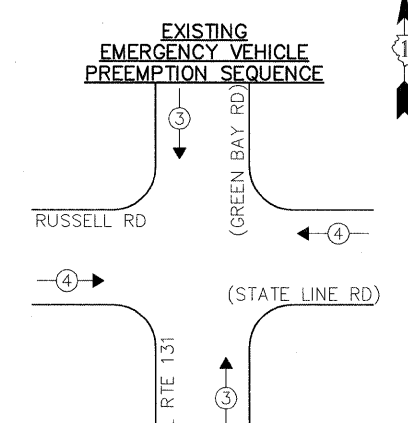 EXISTING
EMERGENCY VEHICLE
PREEMPTION SEQUENCE
3
(GREEN BAY RD)
RUSSELL RD
4
4
(STATE LINE RD)
RTE 131
3